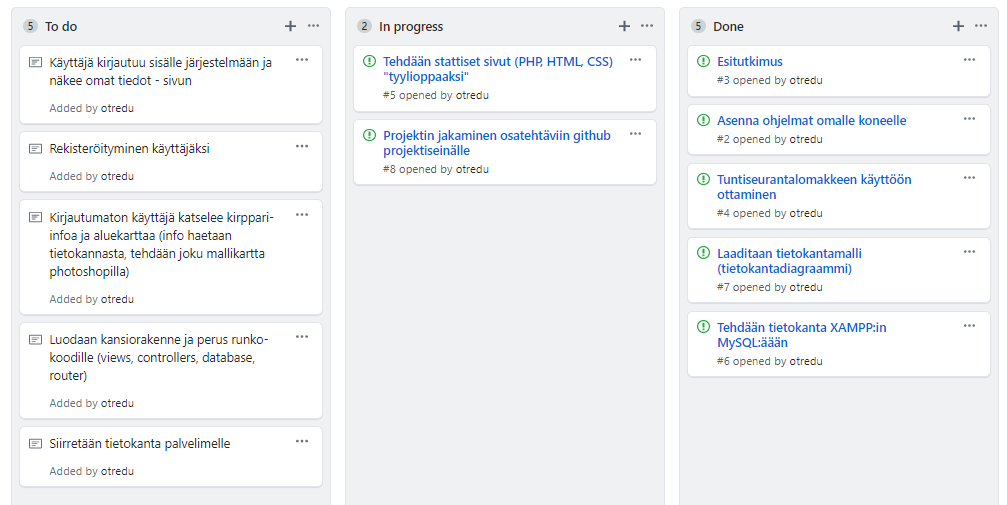 5 To do
Käyttäjä kirjautuu sisälle järjestelmään ja
näkee omat tiedot - sivun
Added by otredu
Rekisteröityminen käyttäjäksi
Added by otredu
Kirjautumaton käyttäjä katselee kirppari-
infoa ja aluekarttaa (info haetaan
tietokannasta, tehdään joku mallikartta
photoshopilla)
Added by otredu
Luodaan kansiorakenne ja perus runko-
koodille (views, controllers, database,
router)
Added by otredu
Siirretään tietokanta palvelimelle
Added by otredu
2 In progress
Tehdään stattiset sivut (PHP, HTML, CSS)
"tyylioppaaksi"
#5 opened by otredu
Projektin jakaminen osatehtäviin github
projektiseinälle
#8 opened by otredu
5 Done
Esitutkimus
#3 opened by otredu
Asenna ohjelmat omalle koneelle
#2 opened by otredu
Tuntiseurantalomakkeen käyttöön
ottaminen
#4 opened by otredu
Laaditaan tietokantamalli
(tietokantadiagraammi)
#7 opened by otredu
Tehdään tietokanta XAMPP:in
MySQL:äään
#6 opened by otredu